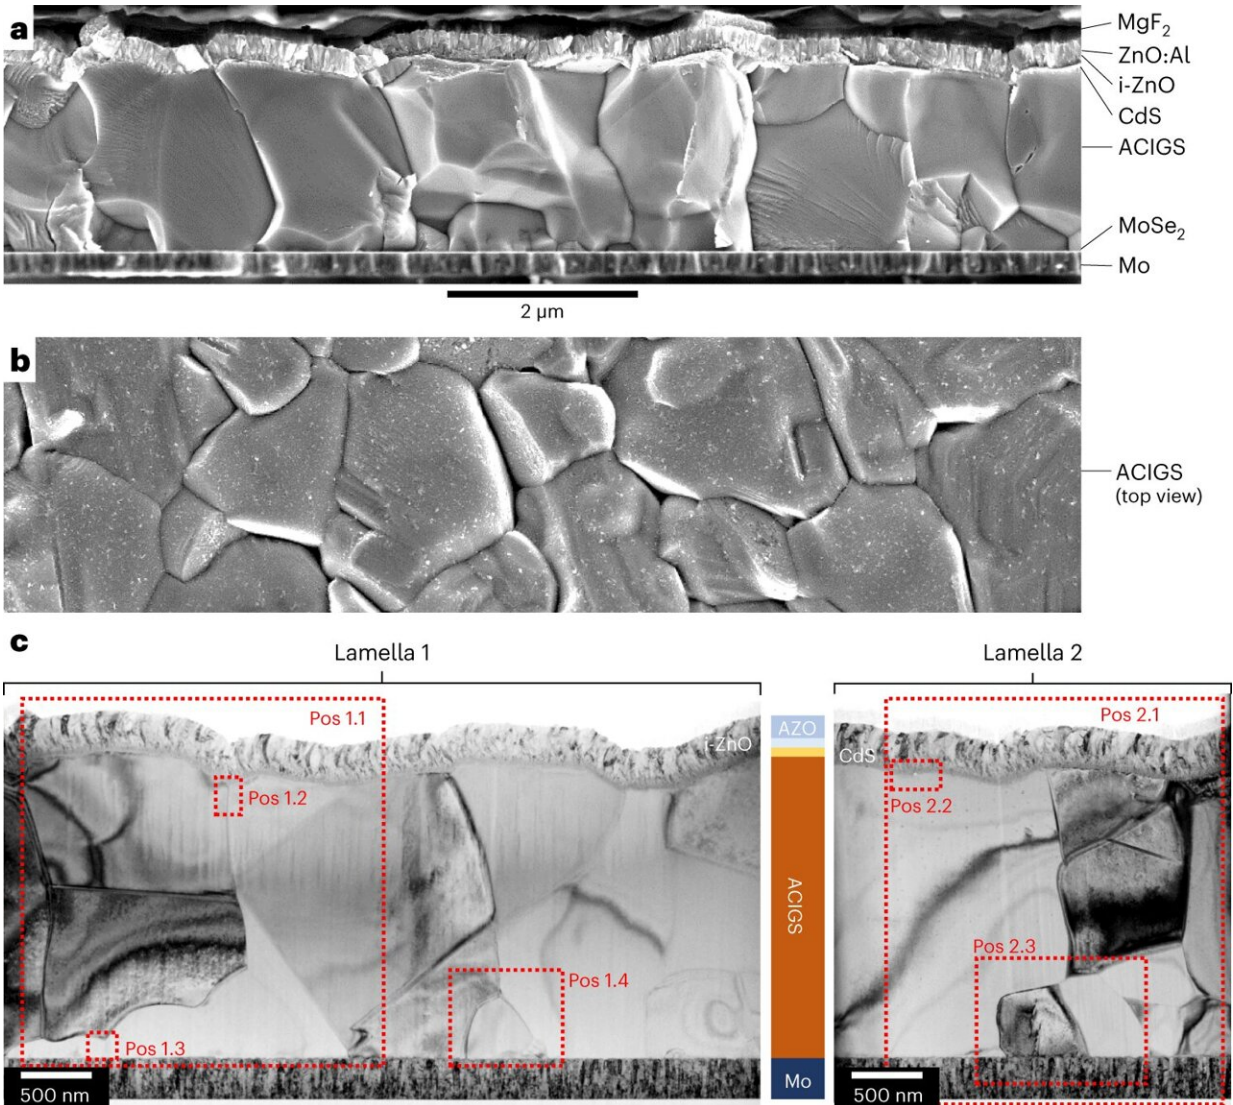 a
MgF₂
ZnO:Al
i-ZnO
CdS
ACIGS
MoSe₂
Mo
2 µm
b
ACIGS
(top view)
c
Lamella 1
Lamella 2
Pos 1.1
i-ZnO
Pos 1.2
Pos 1.3
Pos 1.4
500 nm
AZO
ACIGS
Mo
Pos 2.1
CdS
Pos 2.2
Pos 2.3
500 nm